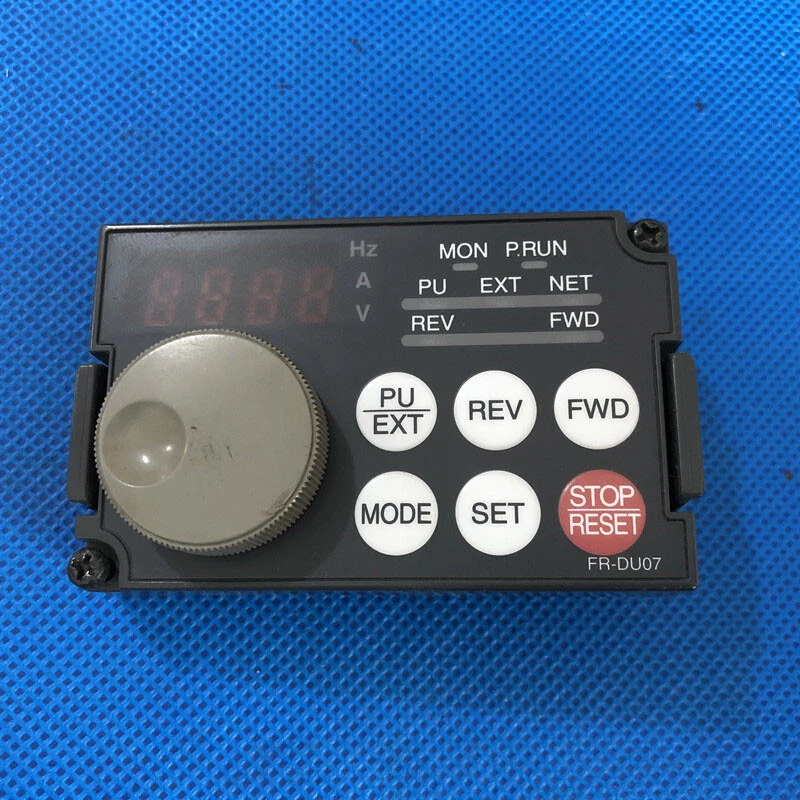 Hz
A
V
MON P.RUN
PU EXT NET
REV FWD
PU
EXT
REV
FWD
MODE
SET
STOP
RESET
FR-DU07